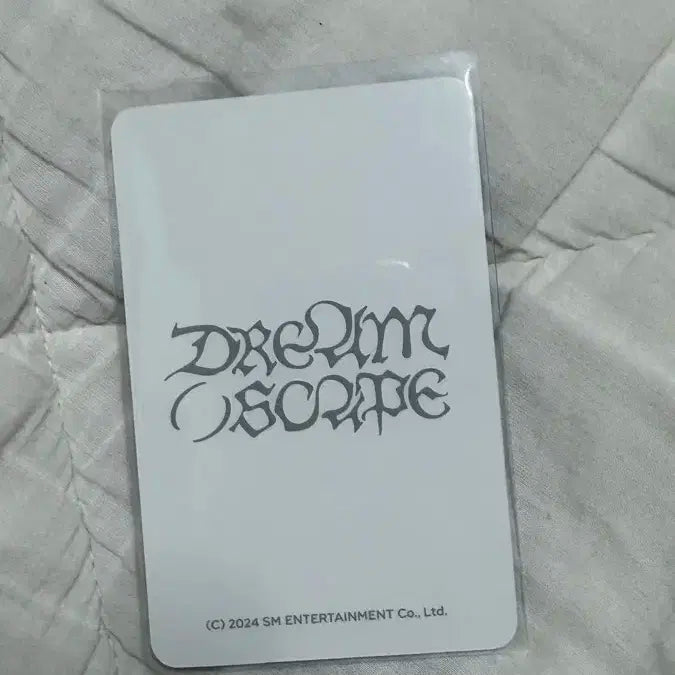 DREAM
( )SCAPE
(C) 2024 SM ENTERTAINMENT Co., Ltd.